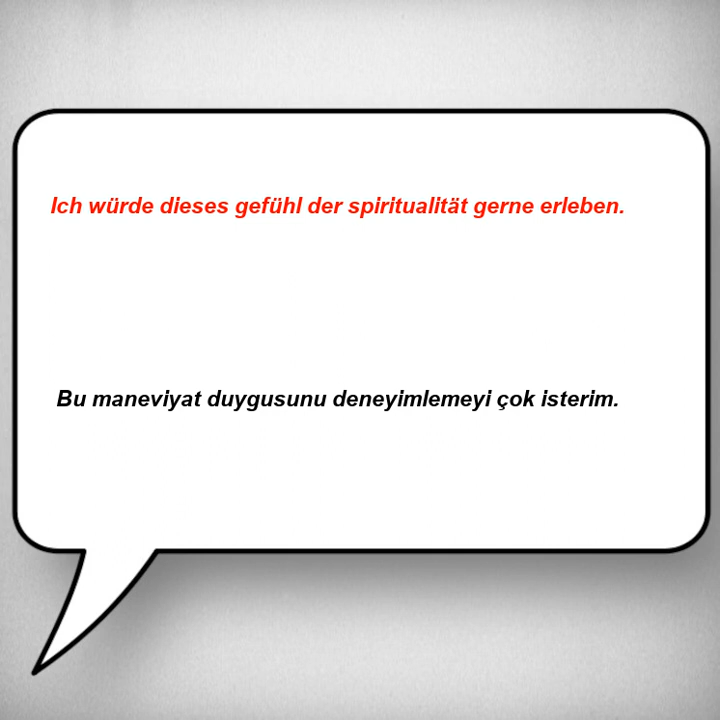 Ich würde dieses gefühl der spiritualität gerne erleben.
Bu maneviyat duygusunu deneyimlemeyi çok isterim.